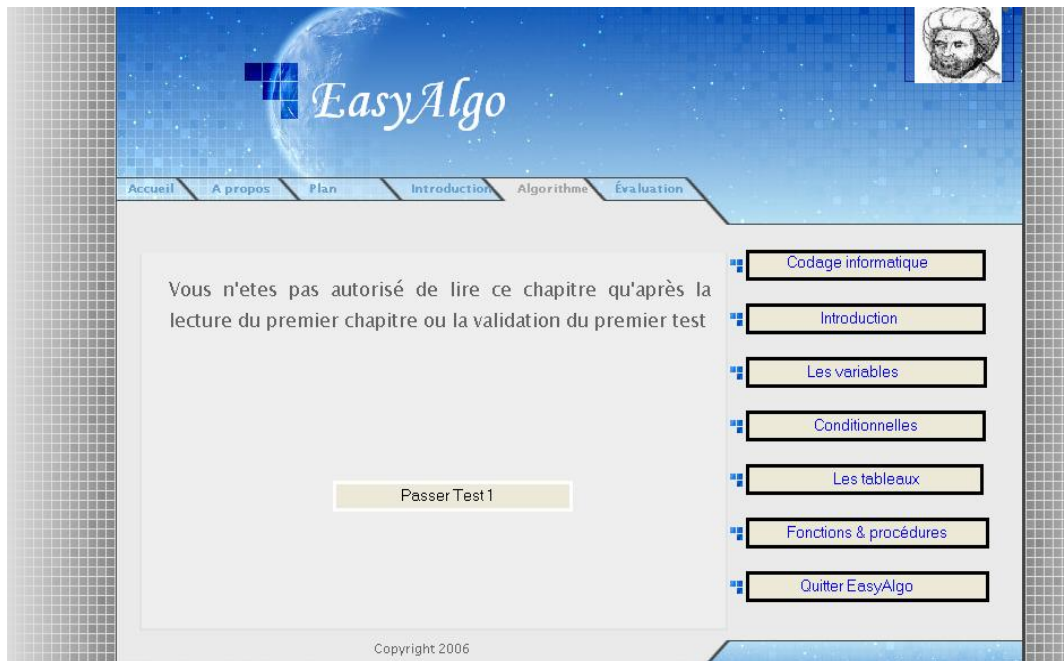 EasyAlgo
Accueil
A propos
Plan
Introduction
Algorithme
Évaluation
Vous n'etes pas autorisé de lire ce chapitre qu'après la
lecture du premier chapitre ou la validation du premier test
Passer Test 1
Codage informatique
Introduction
Les variables
Conditionnelles
Les tableaux
Fonctions & procédures
Quitter EasyAlgo
Copyright 2006